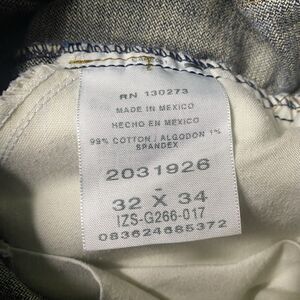 RN 130273
MADE IN MEXICO
HECHO EN MEXICO
99% COTTON / ALGODON 1%
SPANDEX
2031926
-
32 X 34
IZS-G266-017
083624685372